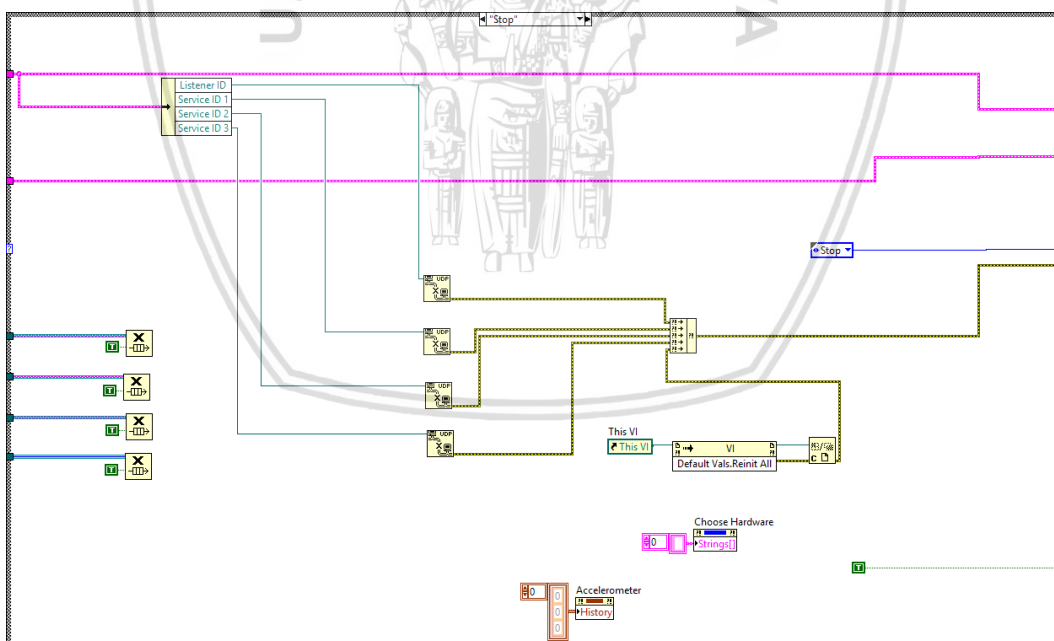 "Stop"
Listener ID
Service ID 1
Service ID 2
Service ID 3
Stop
UDP
UDP
UDP
UDP
T
T
T
T
This VI
This VI
VI
Default Vals.Reinit All
Choose Hardware
0
Strings[]
T
Accelerometer
0
0
0
0
History